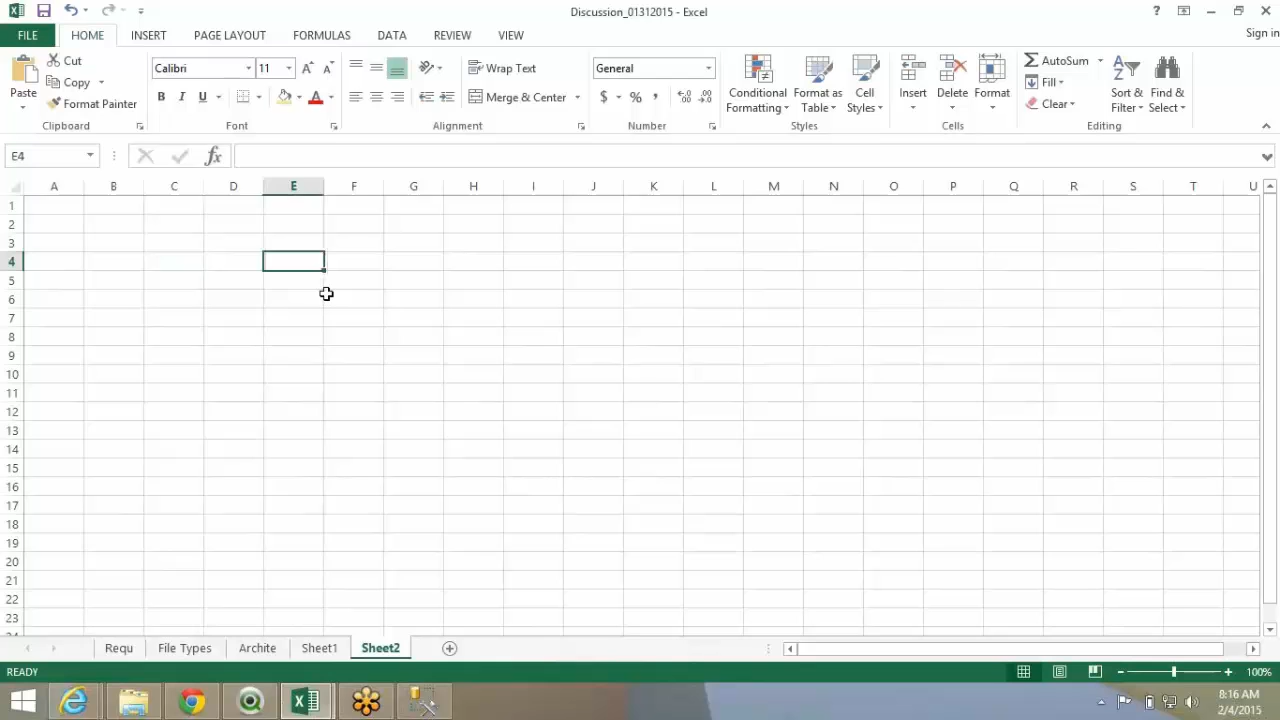 Discussion_01312015 - Excel
?
Sign in
FILE HOME INSERT PAGE LAYOUT FORMULAS DATA REVIEW VIEW
Paste
Cut
Copy
Format Painter
Clipboard
Calibri 11
B I U
Font
Wrap Text
Merge & Center
Alignment
General
$ % ,
Number
Conditional Formatting
Format as Table
Cell Styles
Styles
Insert Delete Format
Cells
AutoSum
Fill
Clear
Sort & Filter
Find & Select
Editing
E4 fx
A B C D E F G H I J K L M N O P Q R S T U
1
2
3
4
5
6
7
8
9
10
11
12
13
14
15
16
17
18
19
20
21
22
23
Requ File Types Archite Sheet1 Sheet2
READY 100%
8:16 AM
2/4/2015